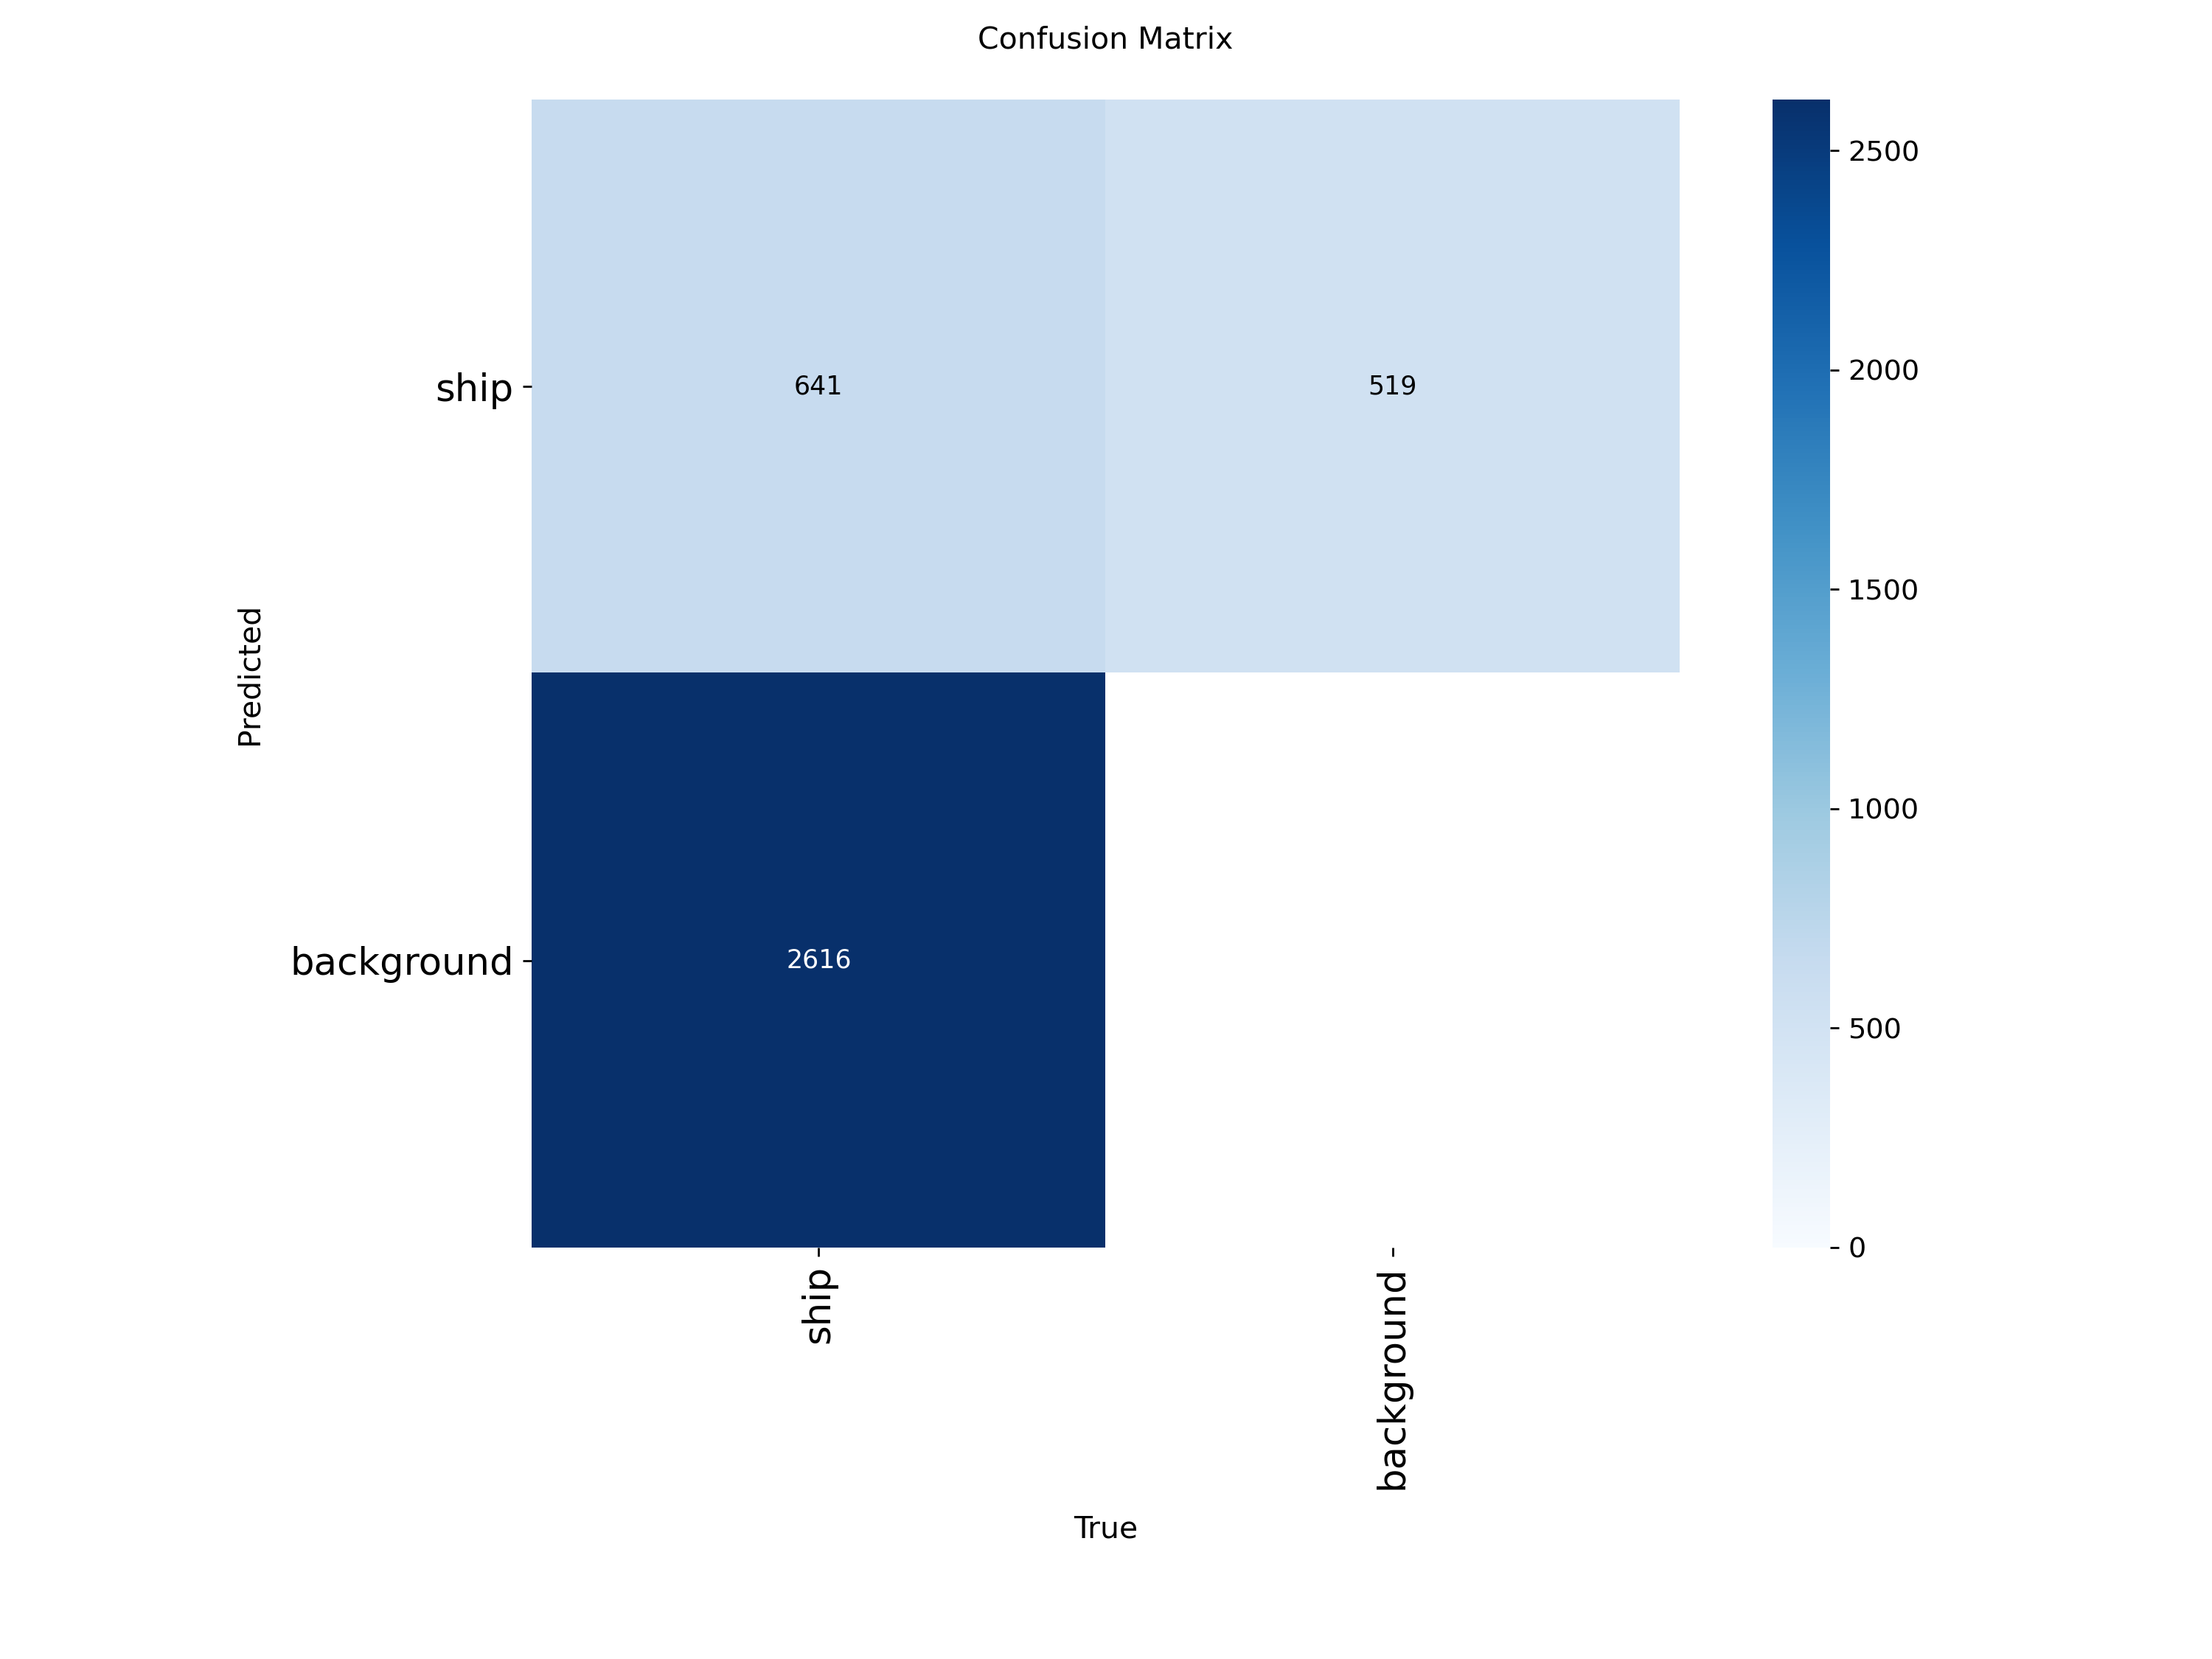 Confusion Matrix
Predicted
ship
background
641
519
2616
ship
background
True
2500
2000
1500
1000
500
0